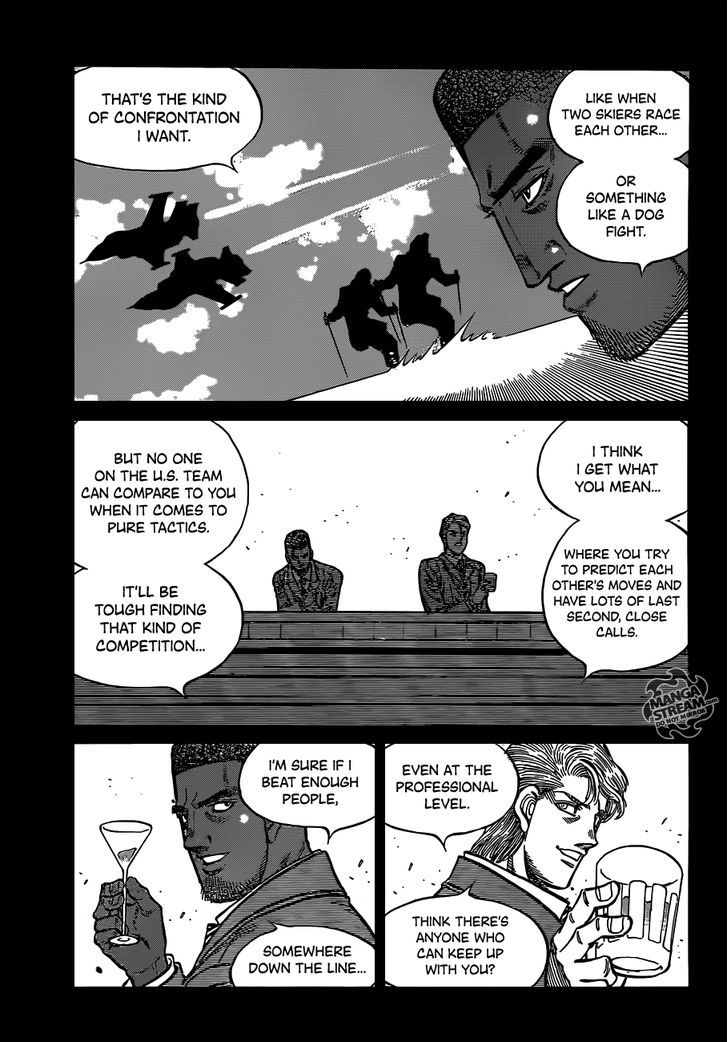 LIKE WHEN
TWO SKIERS RACE
EACH OTHER...
OR
SOMETHING
LIKE A DOG
FIGHT.
THAT'S THE KIND
OF CONFRONTATION
I WANT.
I THINK
I GET WHAT
YOU MEAN...
WHERE YOU TRY
TO PREDICT EACH
OTHER'S MOVES AND
HAVE LOTS OF LAST
SECOND, CLOSE
CALLS.
BUT NO ONE
ON THE U.S. TEAM
CAN COMPARE TO YOU
WHEN IT COMES TO
PURE TACTICS.
IT'LL BE
TOUGH FINDING
THAT KIND OF
COMPETITION...
MANGA
STREAM
EVEN AT THE
PROFESSIONAL
LEVEL.
THINK THERE'S
ANYONE WHO
CAN KEEP UP
WITH YOU?
I'M SURE IF I
BEAT ENOUGH
PEOPLE,
SOMEWHERE
DOWN THE LINE...